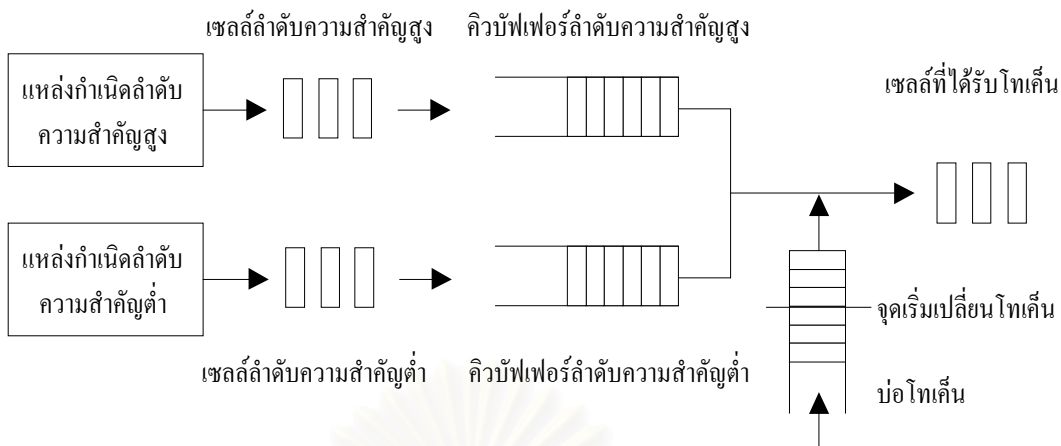 เซลล์ลำดับความสำคัญสูง
คิวบัฟเฟอร์ลำดับความสำคัญสูง
แหล่งกำเนิดลำดับ
ความสำคัญสูง
เซลล์ที่ได้รับโทเค็น
แหล่งกำเนิดลำดับ
ความสำคัญต่ำ
จุดเริ่มเปลี่ยนโทเค็น
เซลล์ลำดับความสำคัญต่ำ
คิวบัฟเฟอร์ลำดับความสำคัญต่ำ
บ่อโทเค็น